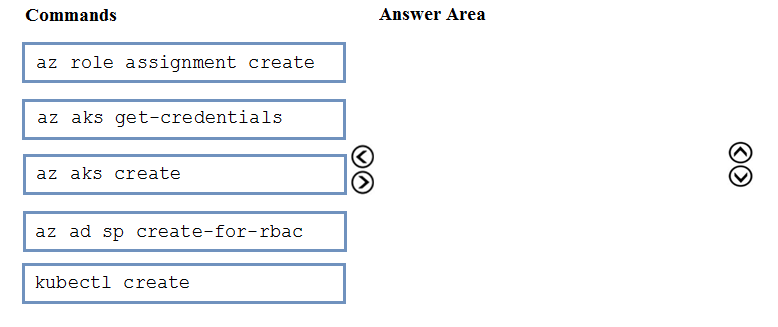 Commands
Answer Area
az role assignment create
az aks get-credentials
az aks create
az ad sp create-for-rbac
kubectl create